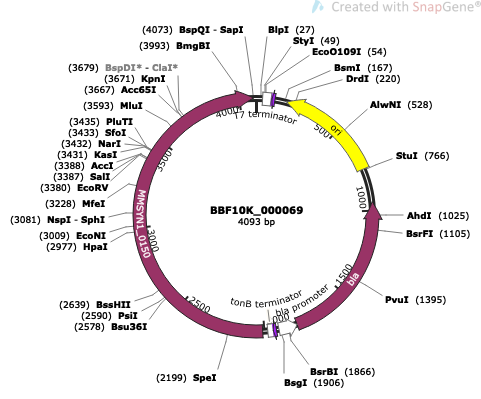 Created with SnapGene®
(4073) BspQI - SapI
BlpI (27)
StyI (49)
EcoO109I (54)
(3993) BmgBI
BsmI (167)
DrdI (220)
(3679) BspDI* - ClaI*
(3671) KpnI
(3667) Acc65I
(3593) MluI
AlwNI (528)
(3435) PluTI
(3433) SfoI
(3432) NarI
(3431) KasI
(3388) AccI
(3387) SalI
(3380) EcoRV
StuI (766)
(3228) MfeI
(3081) NspI - SphI
(3009) EcoNI
(2977) HpaI
AhdI (1025)
BsrFI (1105)
(2639) BssHII
(2590) PsiI
(2578) Bsu36I
PvuI (1395)
(2199) SpeI
BsrBI (1866)
BsgI (1906)
T7 terminator
ori
bla
bla promoter
tonB terminator
MMSYN1_0150
500
1000
1500
2500
3000
3500
4000
BBF10K_000069
4093 bp